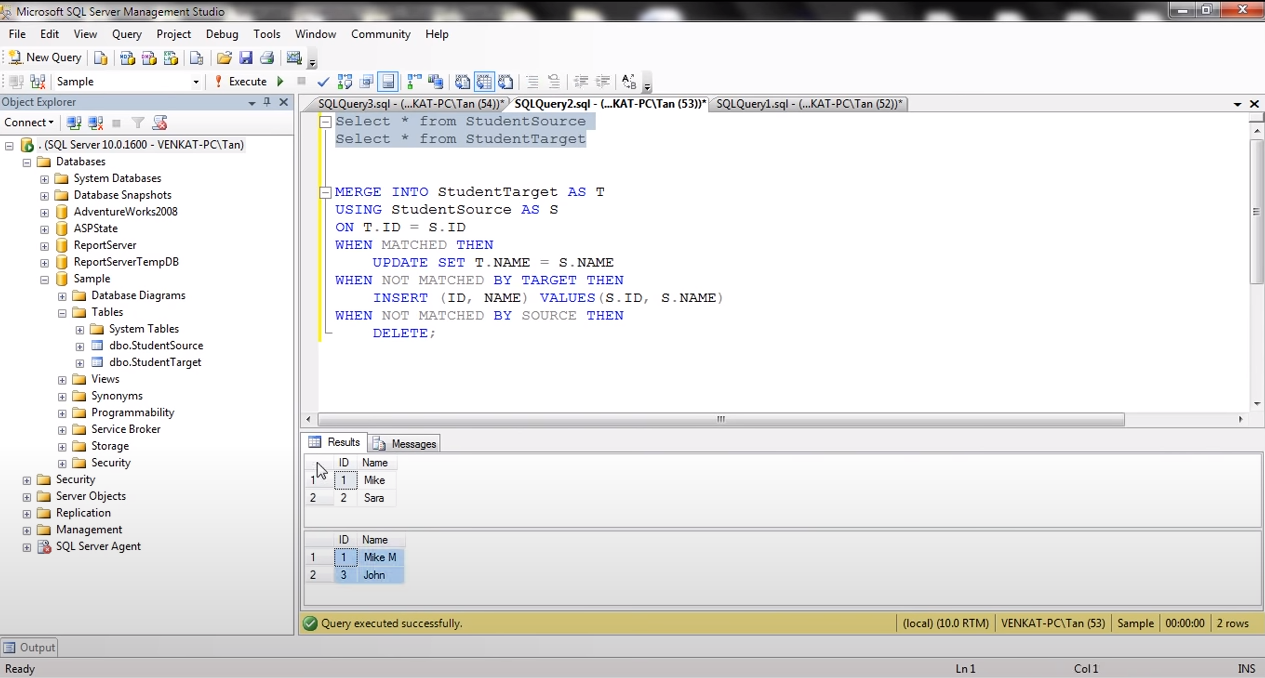 Microsoft SQL Server Management Studio
File Edit View Query Project Debug Tools Window Community Help
New Query
Sample Execute
Object Explorer
SQLQuery3.sql - (...KAT-PC\Tan (54))* SQLQuery2.sql - (...KAT-PC\Tan (53))* SQLQuery1.sql - (...KAT-PC\Tan (52))*
Connect
. (SQL Server 10.0.1600 - VENKAT-PC\Tan)
Databases
System Databases
Database Snapshots
AdventureWorks2008
ASPState
ReportServer
ReportServerTempDB
Sample
Database Diagrams
Tables
System Tables
dbo.StudentSource
dbo.StudentTarget
Views
Synonyms
Programmability
Service Broker
Storage
Security
Security
Server Objects
Replication
Management
SQL Server Agent
Select * from StudentSource
Select * from StudentTarget
MERGE INTO StudentTarget AS T
USING StudentSource AS S
ON T.ID = S.ID
WHEN MATCHED THEN
UPDATE SET T.NAME = S.NAME
WHEN NOT MATCHED BY TARGET THEN
INSERT (ID, NAME) VALUES(S.ID, S.NAME)
WHEN NOT MATCHED BY SOURCE THEN
DELETE;
Results Messages
ID Name
1 1 Mike
2 2 Sara
ID Name
1 1 Mike M
2 3 John
Query executed successfully. (local) (10.0 RTM) VENKAT-PC\Tan (53) Sample 00:00:00 2 rows
Output
Ready Ln 1 Col 1 INS